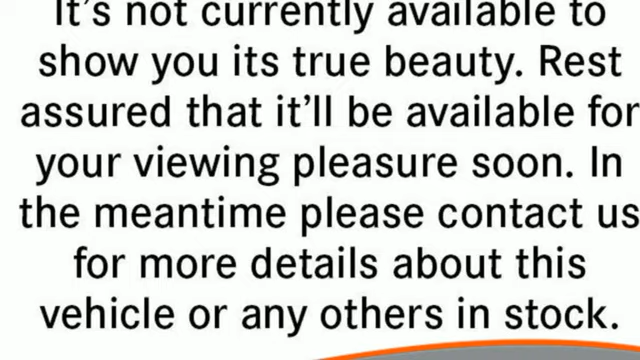 It's not currently available to
show you its true beauty. Rest
assured that it'll be available for
your viewing pleasure soon. In
the meantime please contact us
for more details about this
vehicle or any others in stock.